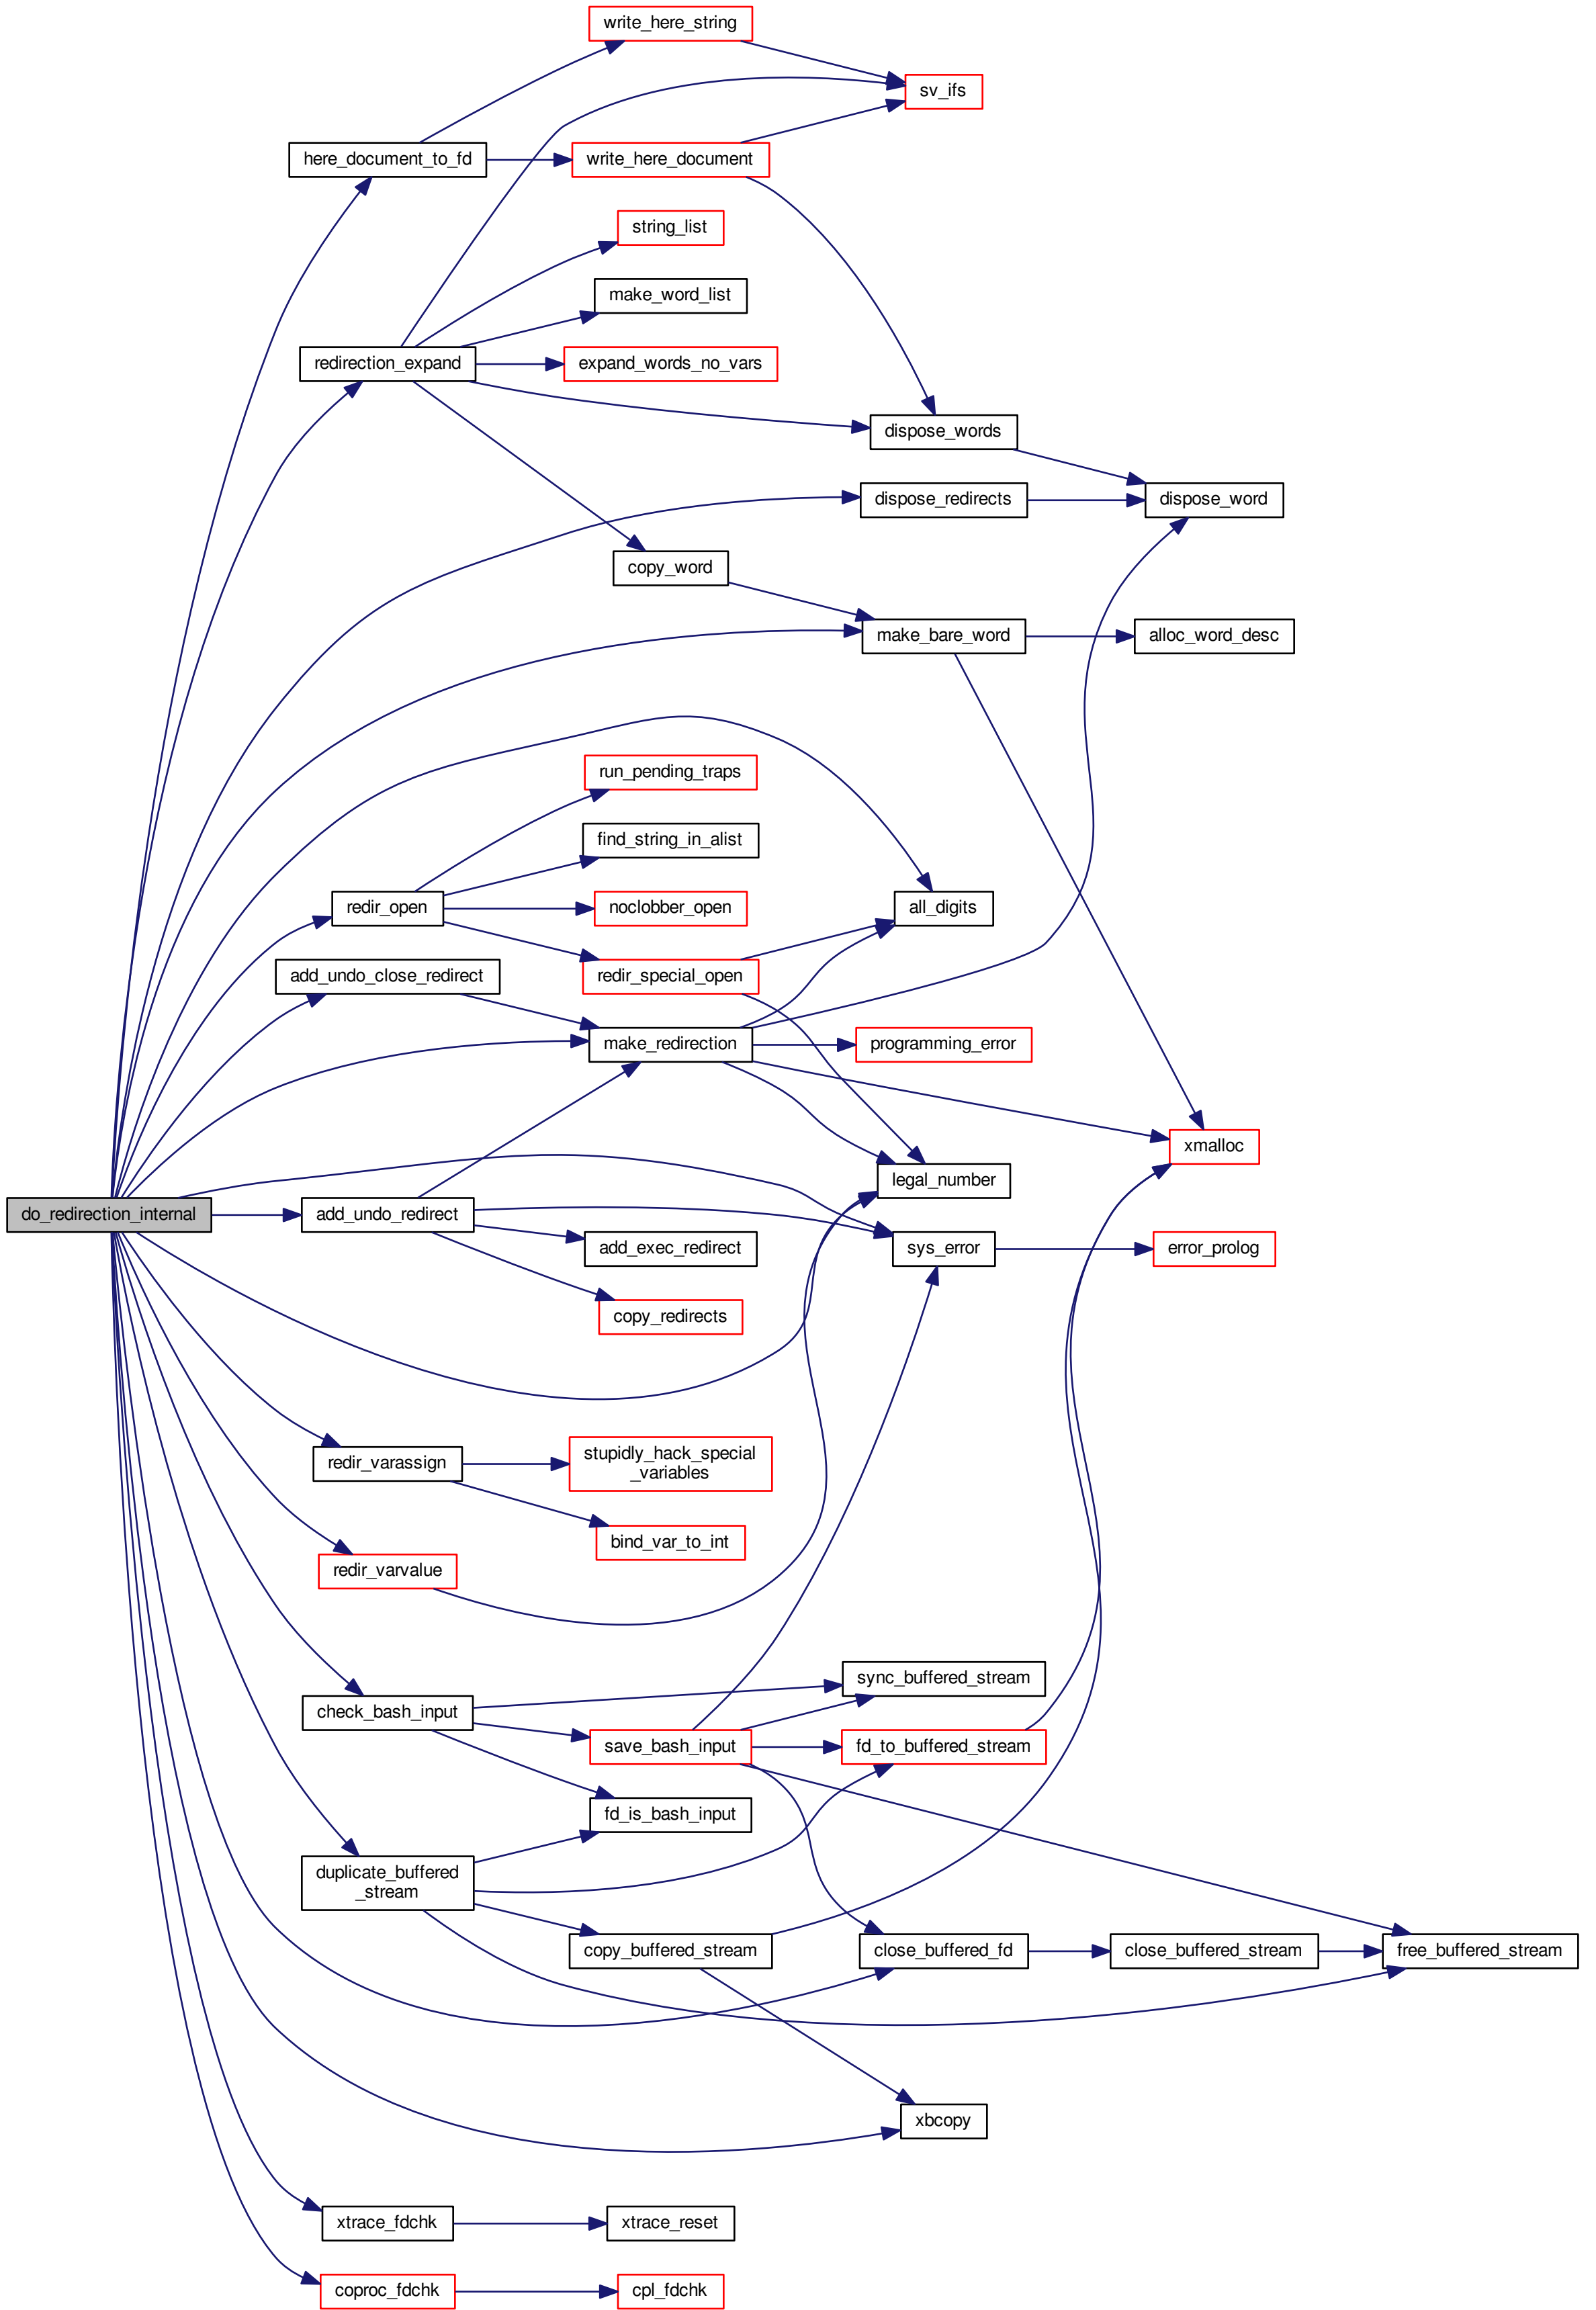 write_here_string
sv_ifs
here_document_to_fd
write_here_document
string_list
make_word_list
redirection_expand
expand_words_no_vars
dispose_words
dispose_redirects
dispose_word
copy_word
make_bare_word
alloc_word_desc
run_pending_traps
find_string_in_alist
redir_open
noclobber_open
all_digits
add_undo_close_redirect
redir_special_open
make_redirection
programming_error
xmalloc
legal_number
do_redirection_internal
add_undo_redirect
add_exec_redirect
sys_error
error_prolog
copy_redirects
redir_varassign
stupidly_hack_special
_variables
bind_var_to_int
redir_varvalue
sync_buffered_stream
check_bash_input
save_bash_input
fd_to_buffered_stream
fd_is_bash_input
duplicate_buffered
_stream
copy_buffered_stream
close_buffered_fd
close_buffered_stream
free_buffered_stream
xbcopy
xtrace_fdchk
xtrace_reset
coproc_fdchk
cpl_fdchk